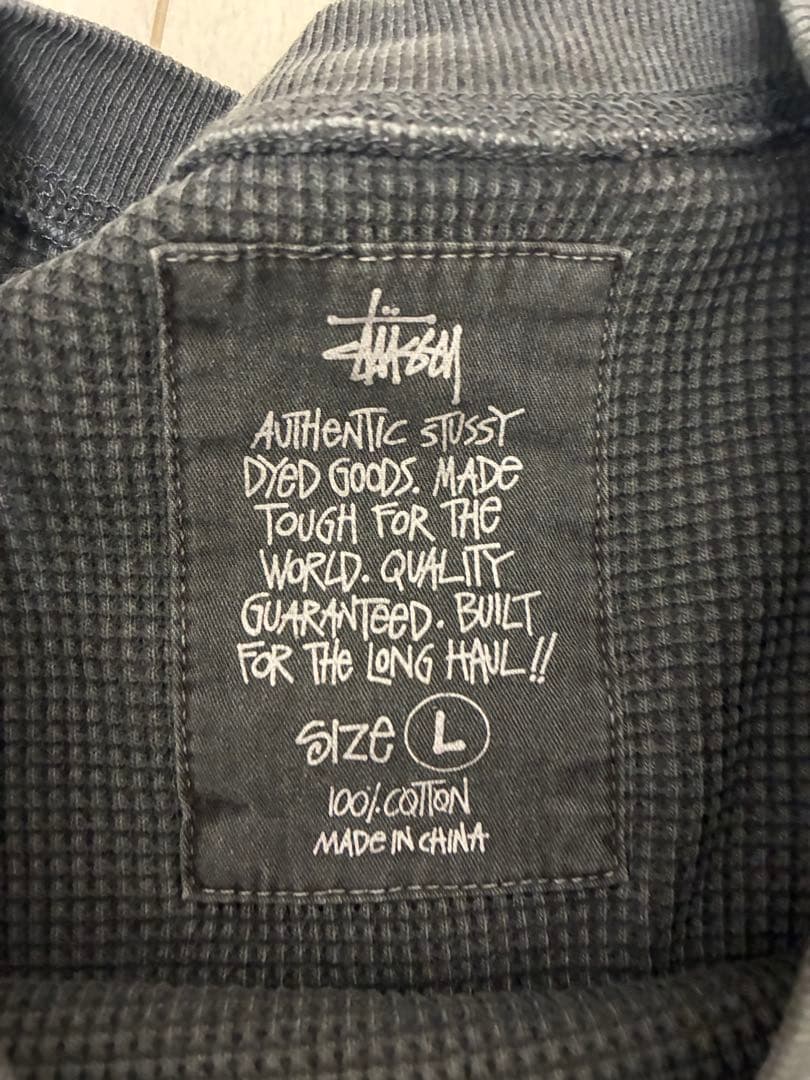 Stüssy
AUTHENTIC STUSSY
DYED GOODS. MADE
TOUGH FOR THE
WORLD. QUALITY
GUARANTEED. BUILT
FOR THE LONG HAUL!!
SIZE L
100% COTTON
MADE IN CHINA